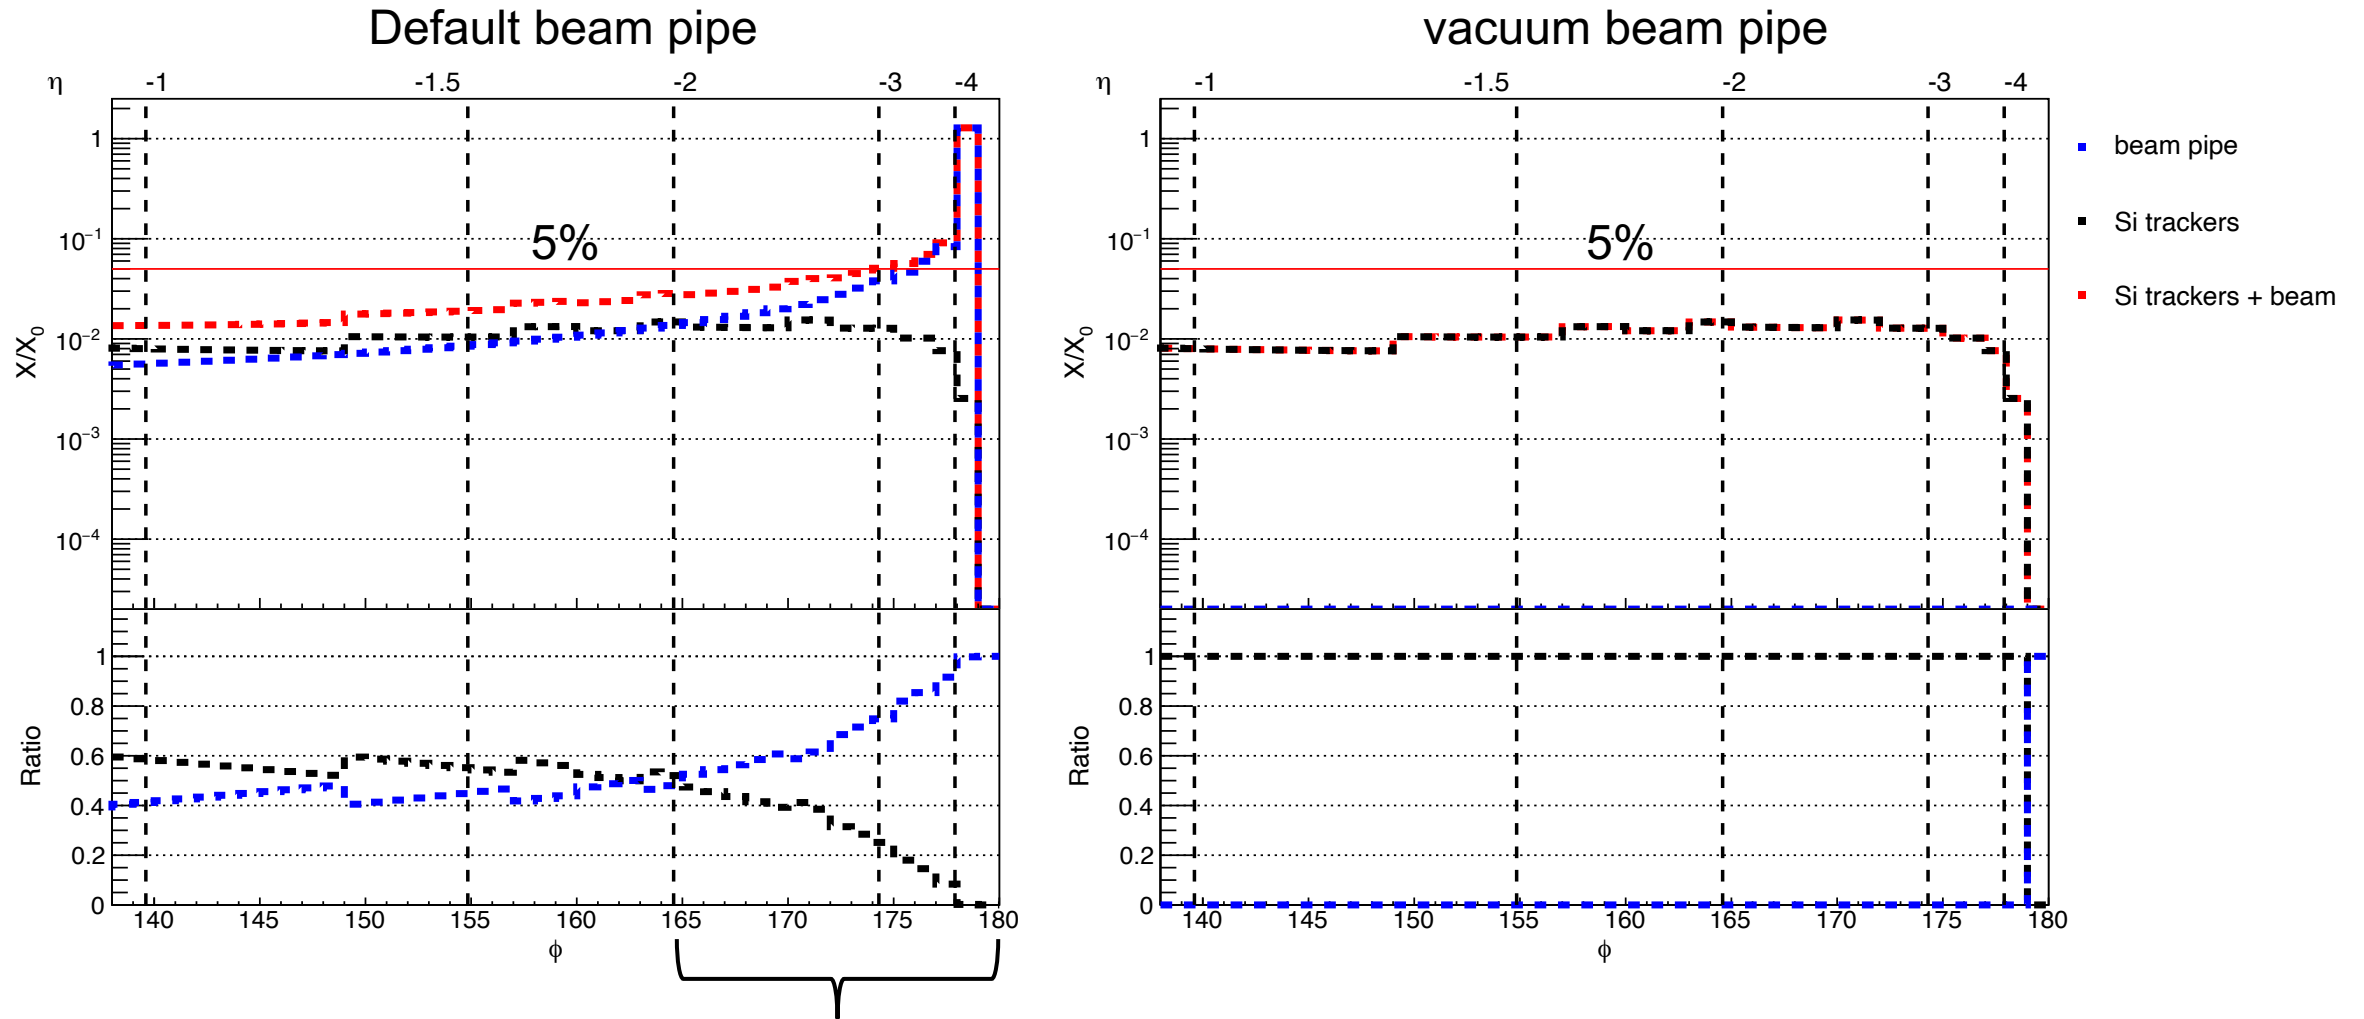 Default beam pipe
vacuum beam pipe
η -1 -1.5 -2 -3 -4
η -1 -1.5 -2 -3 -4
X/X₀
1
10⁻¹
10⁻²
10⁻³
10⁻⁴
5%
X/X₀
1
10⁻¹
10⁻²
10⁻³
10⁻⁴
5%
beam pipe
Si trackers
Si trackers + beam
Ratio
1
0.8
0.6
0.4
0.2
0
140 145 150 155 160 165 170 175 180
ϕ
Ratio
1
0.8
0.6
0.4
0.2
0
140 145 150 155 160 165 170 175 180
ϕ